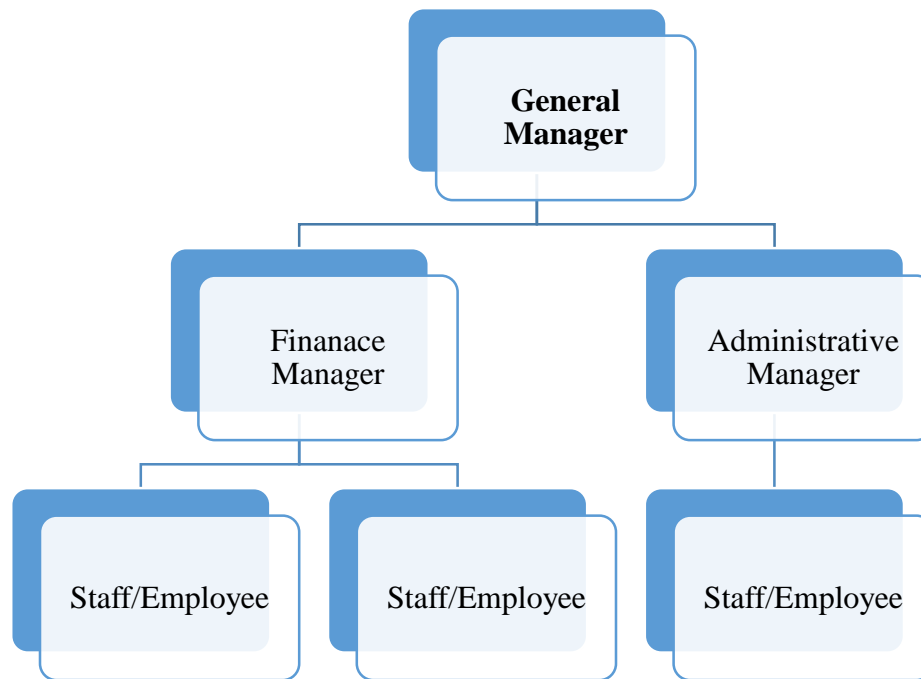 General
Manager
Finanace
Manager
Administrative
Manager
Staff/Employee
Staff/Employee
Staff/Employee